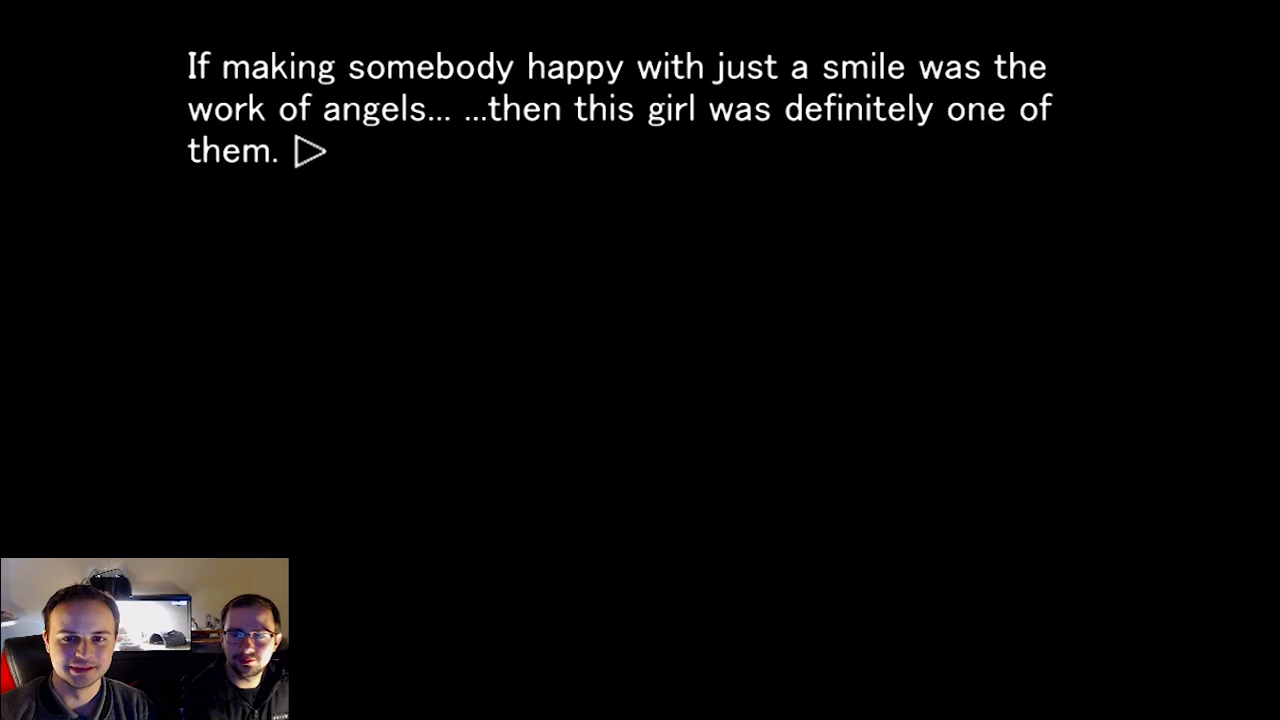 If making somebody happy with just a smile was the
work of angels... ...then this girl was definitely one of
them.